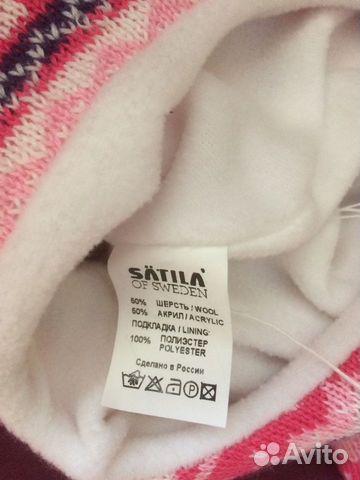 SÄTILA
OF SWEDEN
50% ШЕРСТЬ / WOOL
50% АКРИЛ / ACRYLIC
ПОДКЛАДКА / LINING:
100% ПОЛИЭСТЕР
POLYESTER
Сделано в России
Avito